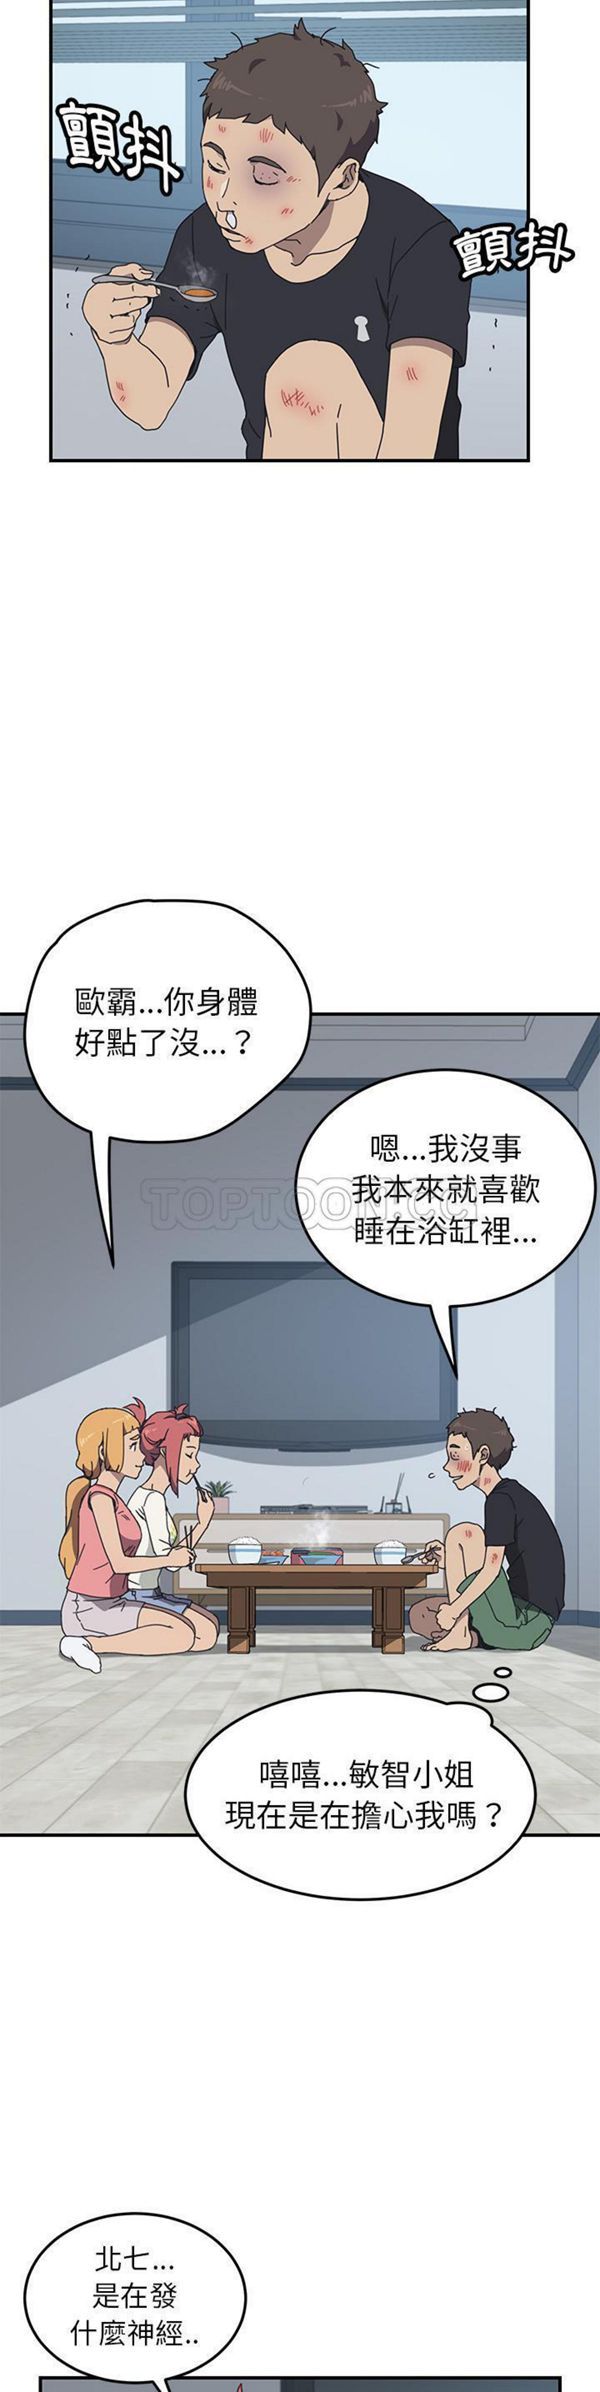 顫抖
顫抖
歐霸...你身體
好點了沒...？
嗯...我沒事
我本來就喜歡
睡在浴缸裡...
TOPTOON.CC
嘻嘻...敏智小姐
現在是在擔心我嗎？
北七...
是在發
什麼神經..